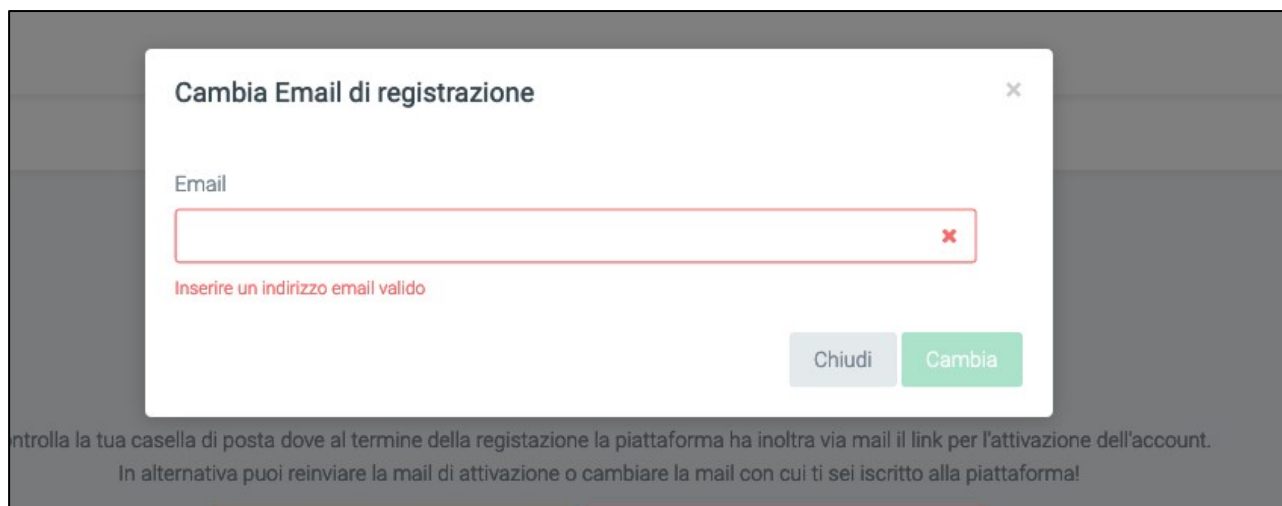 Cambia Email di registrazione
×
Email
Inserire un indirizzo email valido
Chiudi
Cambia
ntrolla la tua casella di posta dove al termine della registazione la piattaforma ha inoltra via mail il link per l'attivazione dell'account.
In alternativa puoi reinviare la mail di attivazione o cambiare la mail con cui ti sei iscritto alla piattaforma!